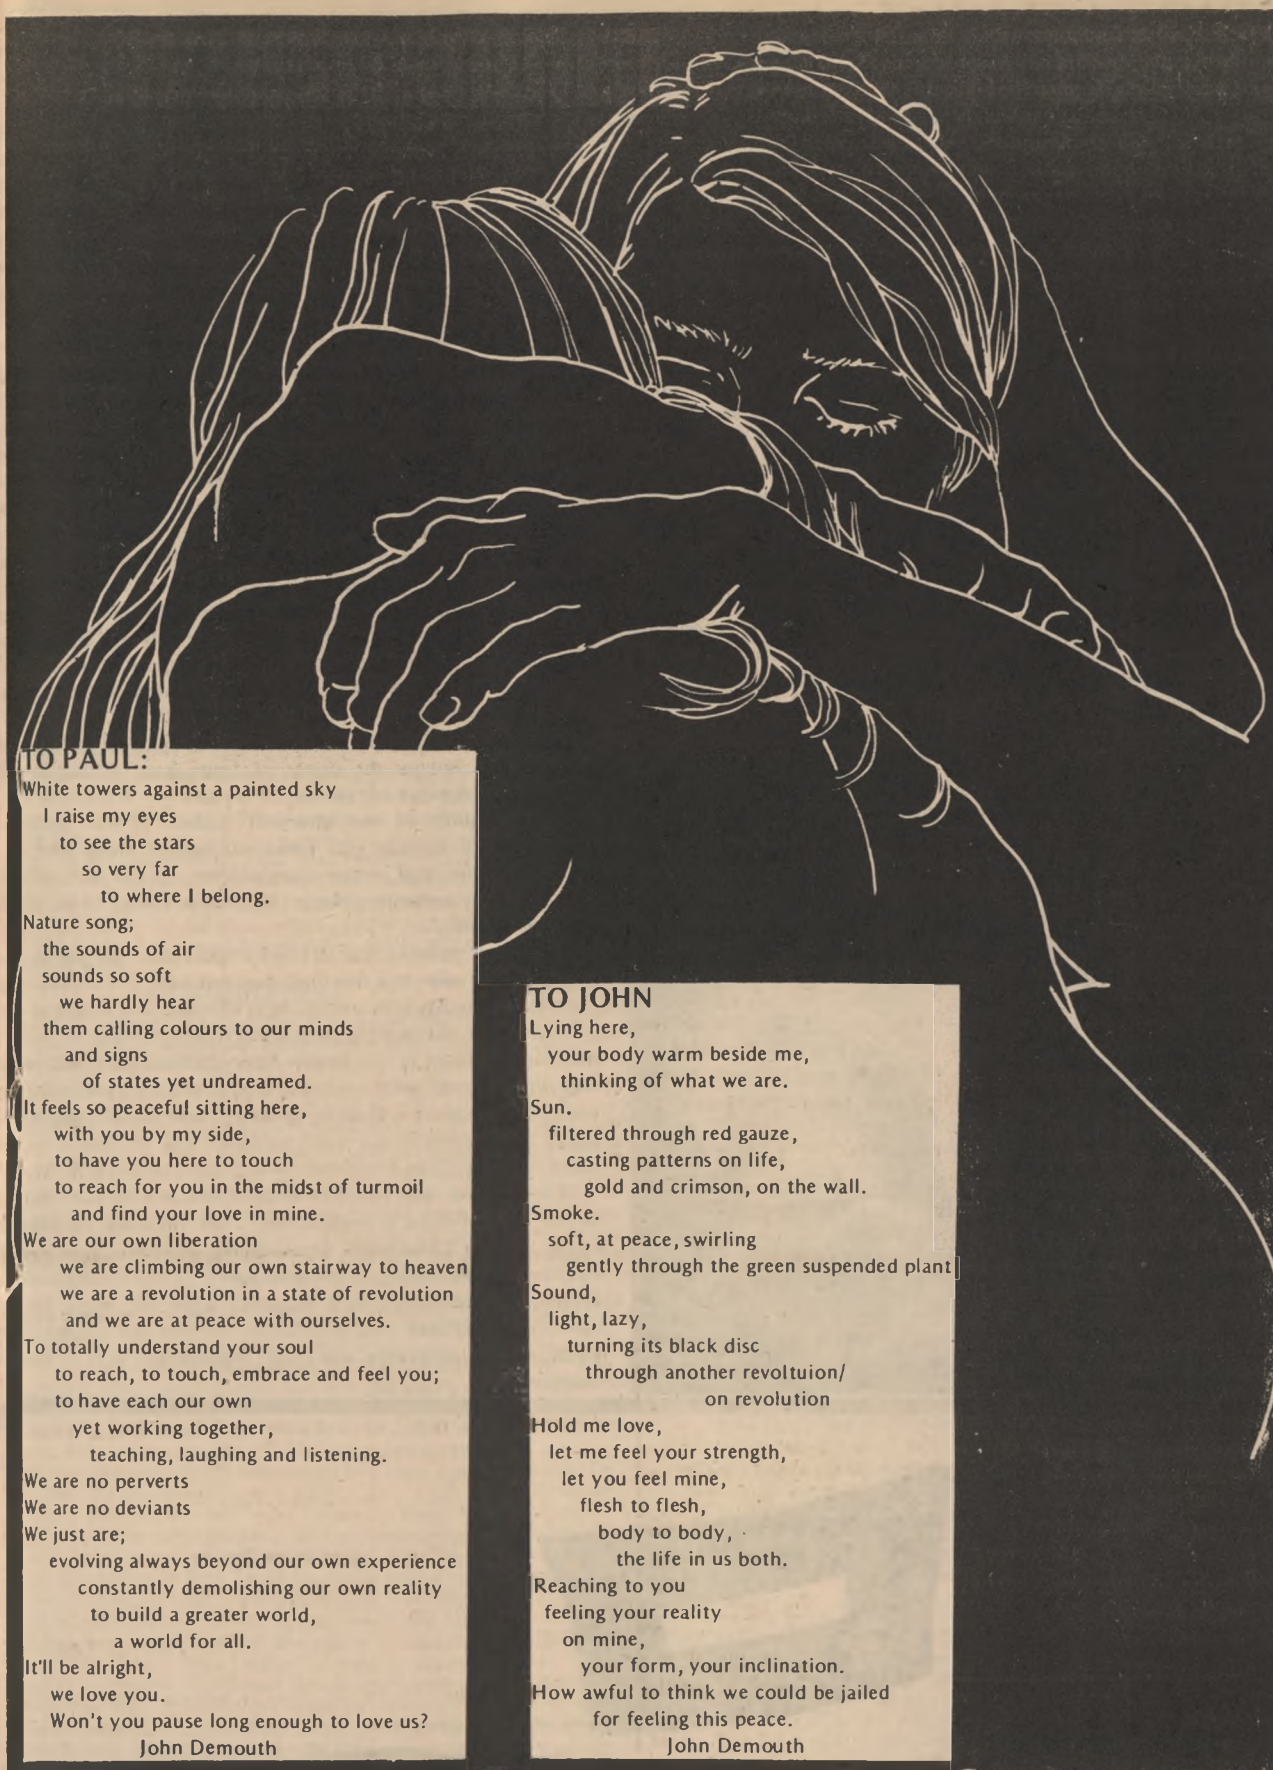 TO PAUL:
White towers against a painted sky
I raise my eyes
to see the stars
so very far
to where I belong.
Nature song;
the sounds of air
sounds so soft
we hardly hear
them calling colours to our minds
and signs
of states yet undreamed.
It feels so peaceful sitting here,
with you by my side,
to have you here to touch
to reach for you in the midst of turmoil
and find your love in mine.
We are our own liberation
we are climbing our own stairway to heaven
we are a revolution in a state of revolution
and we are at peace with ourselves.
To totally understand your soul
to reach, to touch, embrace and feel you;
to have each our own
yet working together,
teaching, laughing and listening.
We are no perverts
We are no deviants
We just are;
evolving always beyond our own experience
constantly demolishing our own reality
to build a greater world,
a world for all.
It'll be alright,
we love you.
Won't you pause long enough to love us?
John Demouth
TO JOHN
Lying here,
your body warm beside me,
thinking of what we are.
Sun.
filtered through red gauze,
casting patterns on life,
gold and crimson, on the wall.
Smoke.
soft, at peace, swirling
gently through the green suspended plant
Sound,
light, lazy,
turning its black disc
through another revoltuion/
on revolution
Hold me love,
let me feel your strength,
let you feel mine,
flesh to flesh,
body to body,
the life in us both.
Reaching to you
feeling your reality
on mine,
your form, your inclination.
How awful to think we could be jailed
for feeling this peace.
John Demouth